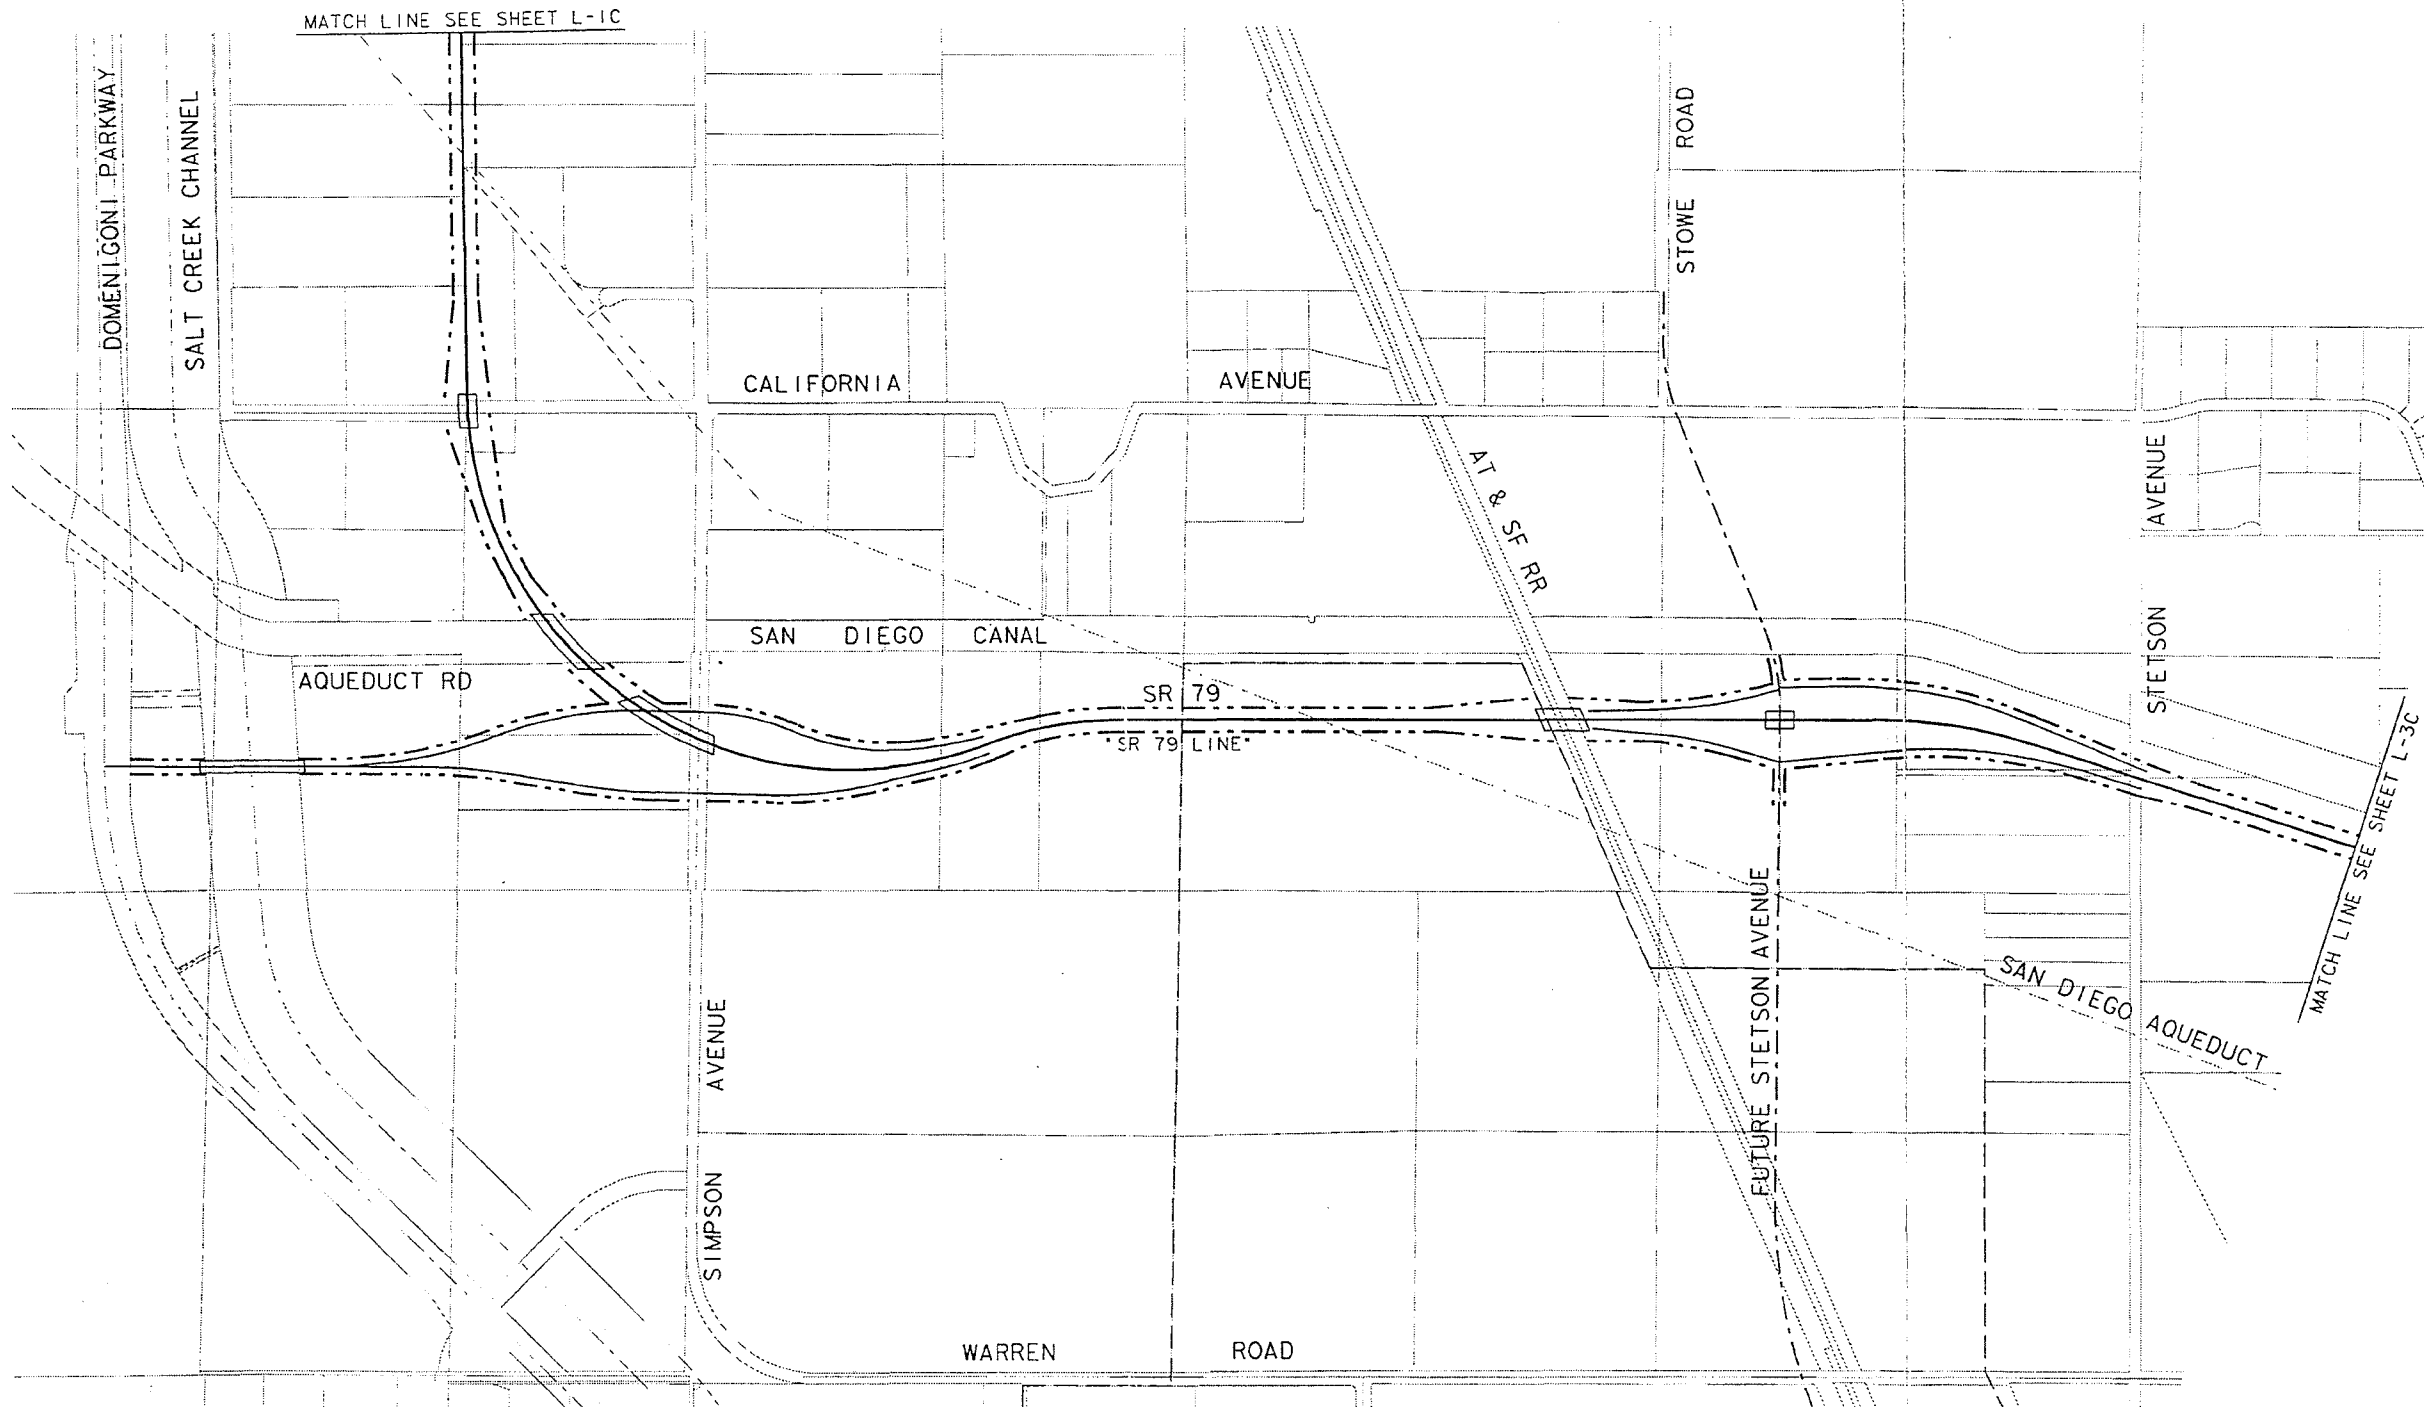 MATCH LINE SEE SHEET L-1C
DOMENIGONI PARKWAY
SALT CREEK CHANNEL
STOWE ROAD
CALIFORNIA AVENUE
AT & SF RR
AVENUE
STETSON
SAN DIEGO CANAL
AQUEDUCT RD
SR 79
"SR 79 LINE"
MATCH LINE SEE SHEET L-3C
FUTURE STETSON AVENUE
SAN DIEGO AQUEDUCT
SIMPSON AVENUE
WARREN ROAD